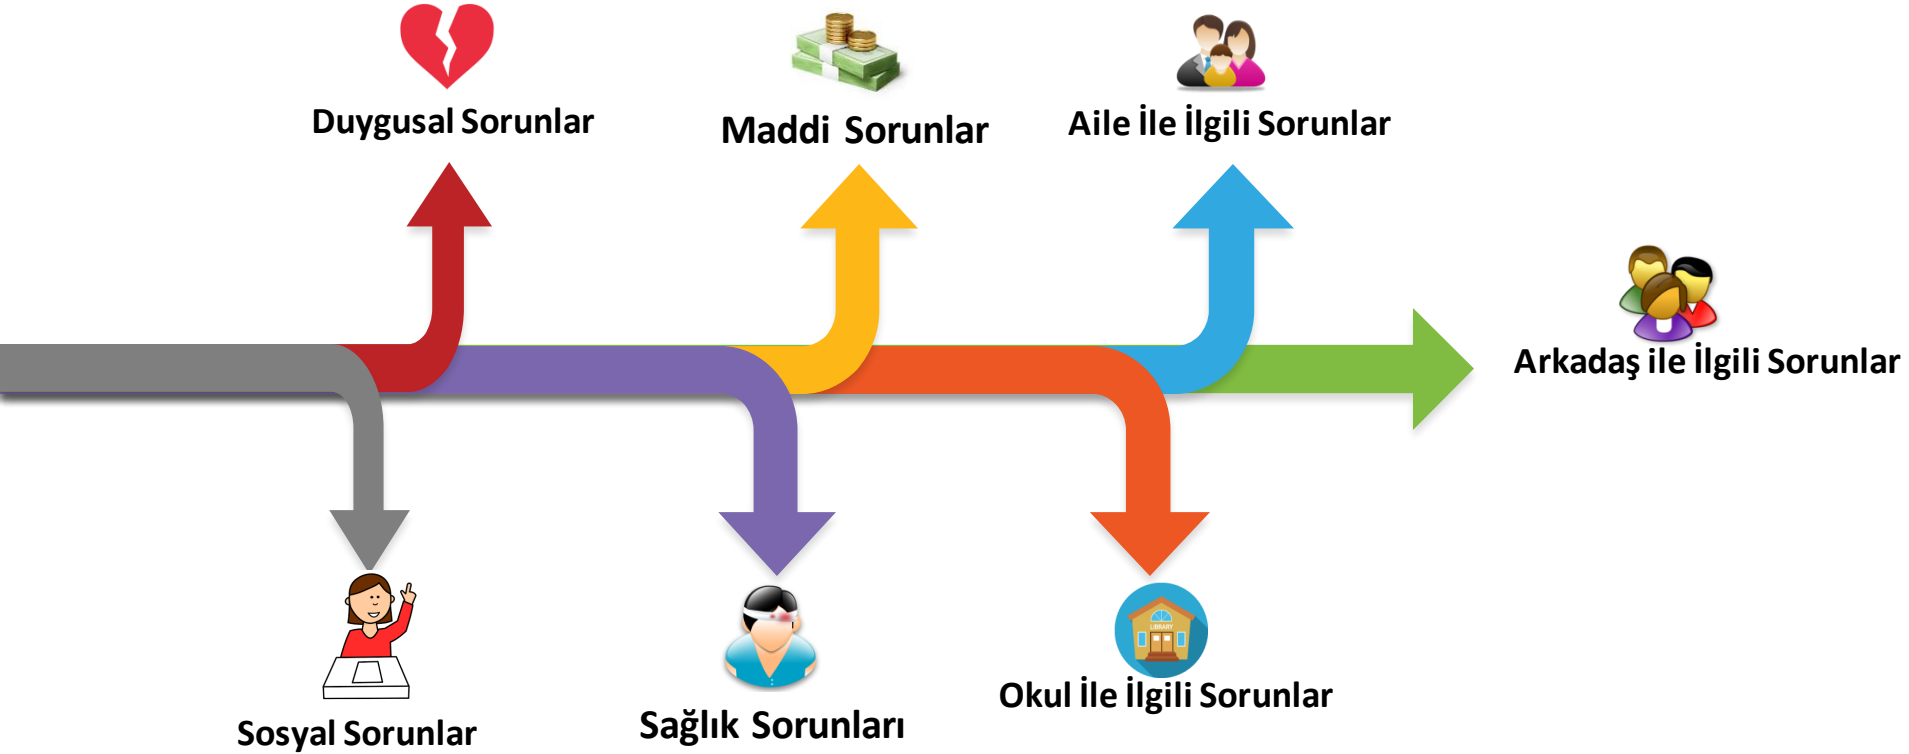 Duygusal Sorunlar
Maddi Sorunlar
Aile İle İlgili Sorunlar
Arkadaş ile İlgili Sorunlar
LIBRARY
Okul İle İlgili Sorunlar
Sağlık Sorunları
Sosyal Sorunlar